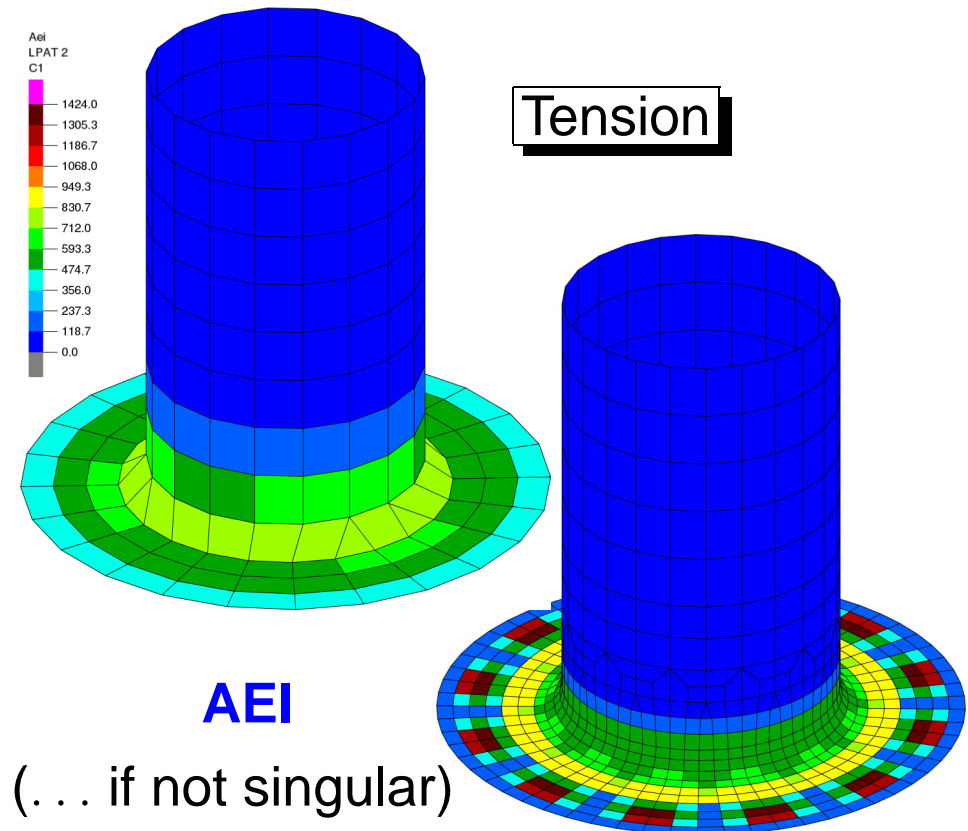 Aei
LPAT 2
C1
1424.0
1305.3
1186.7
1068.0
949.3
830.7
712.0
593.3
474.7
356.0
237.3
118.7
0.0
Tension
AEI
(... if not singular)